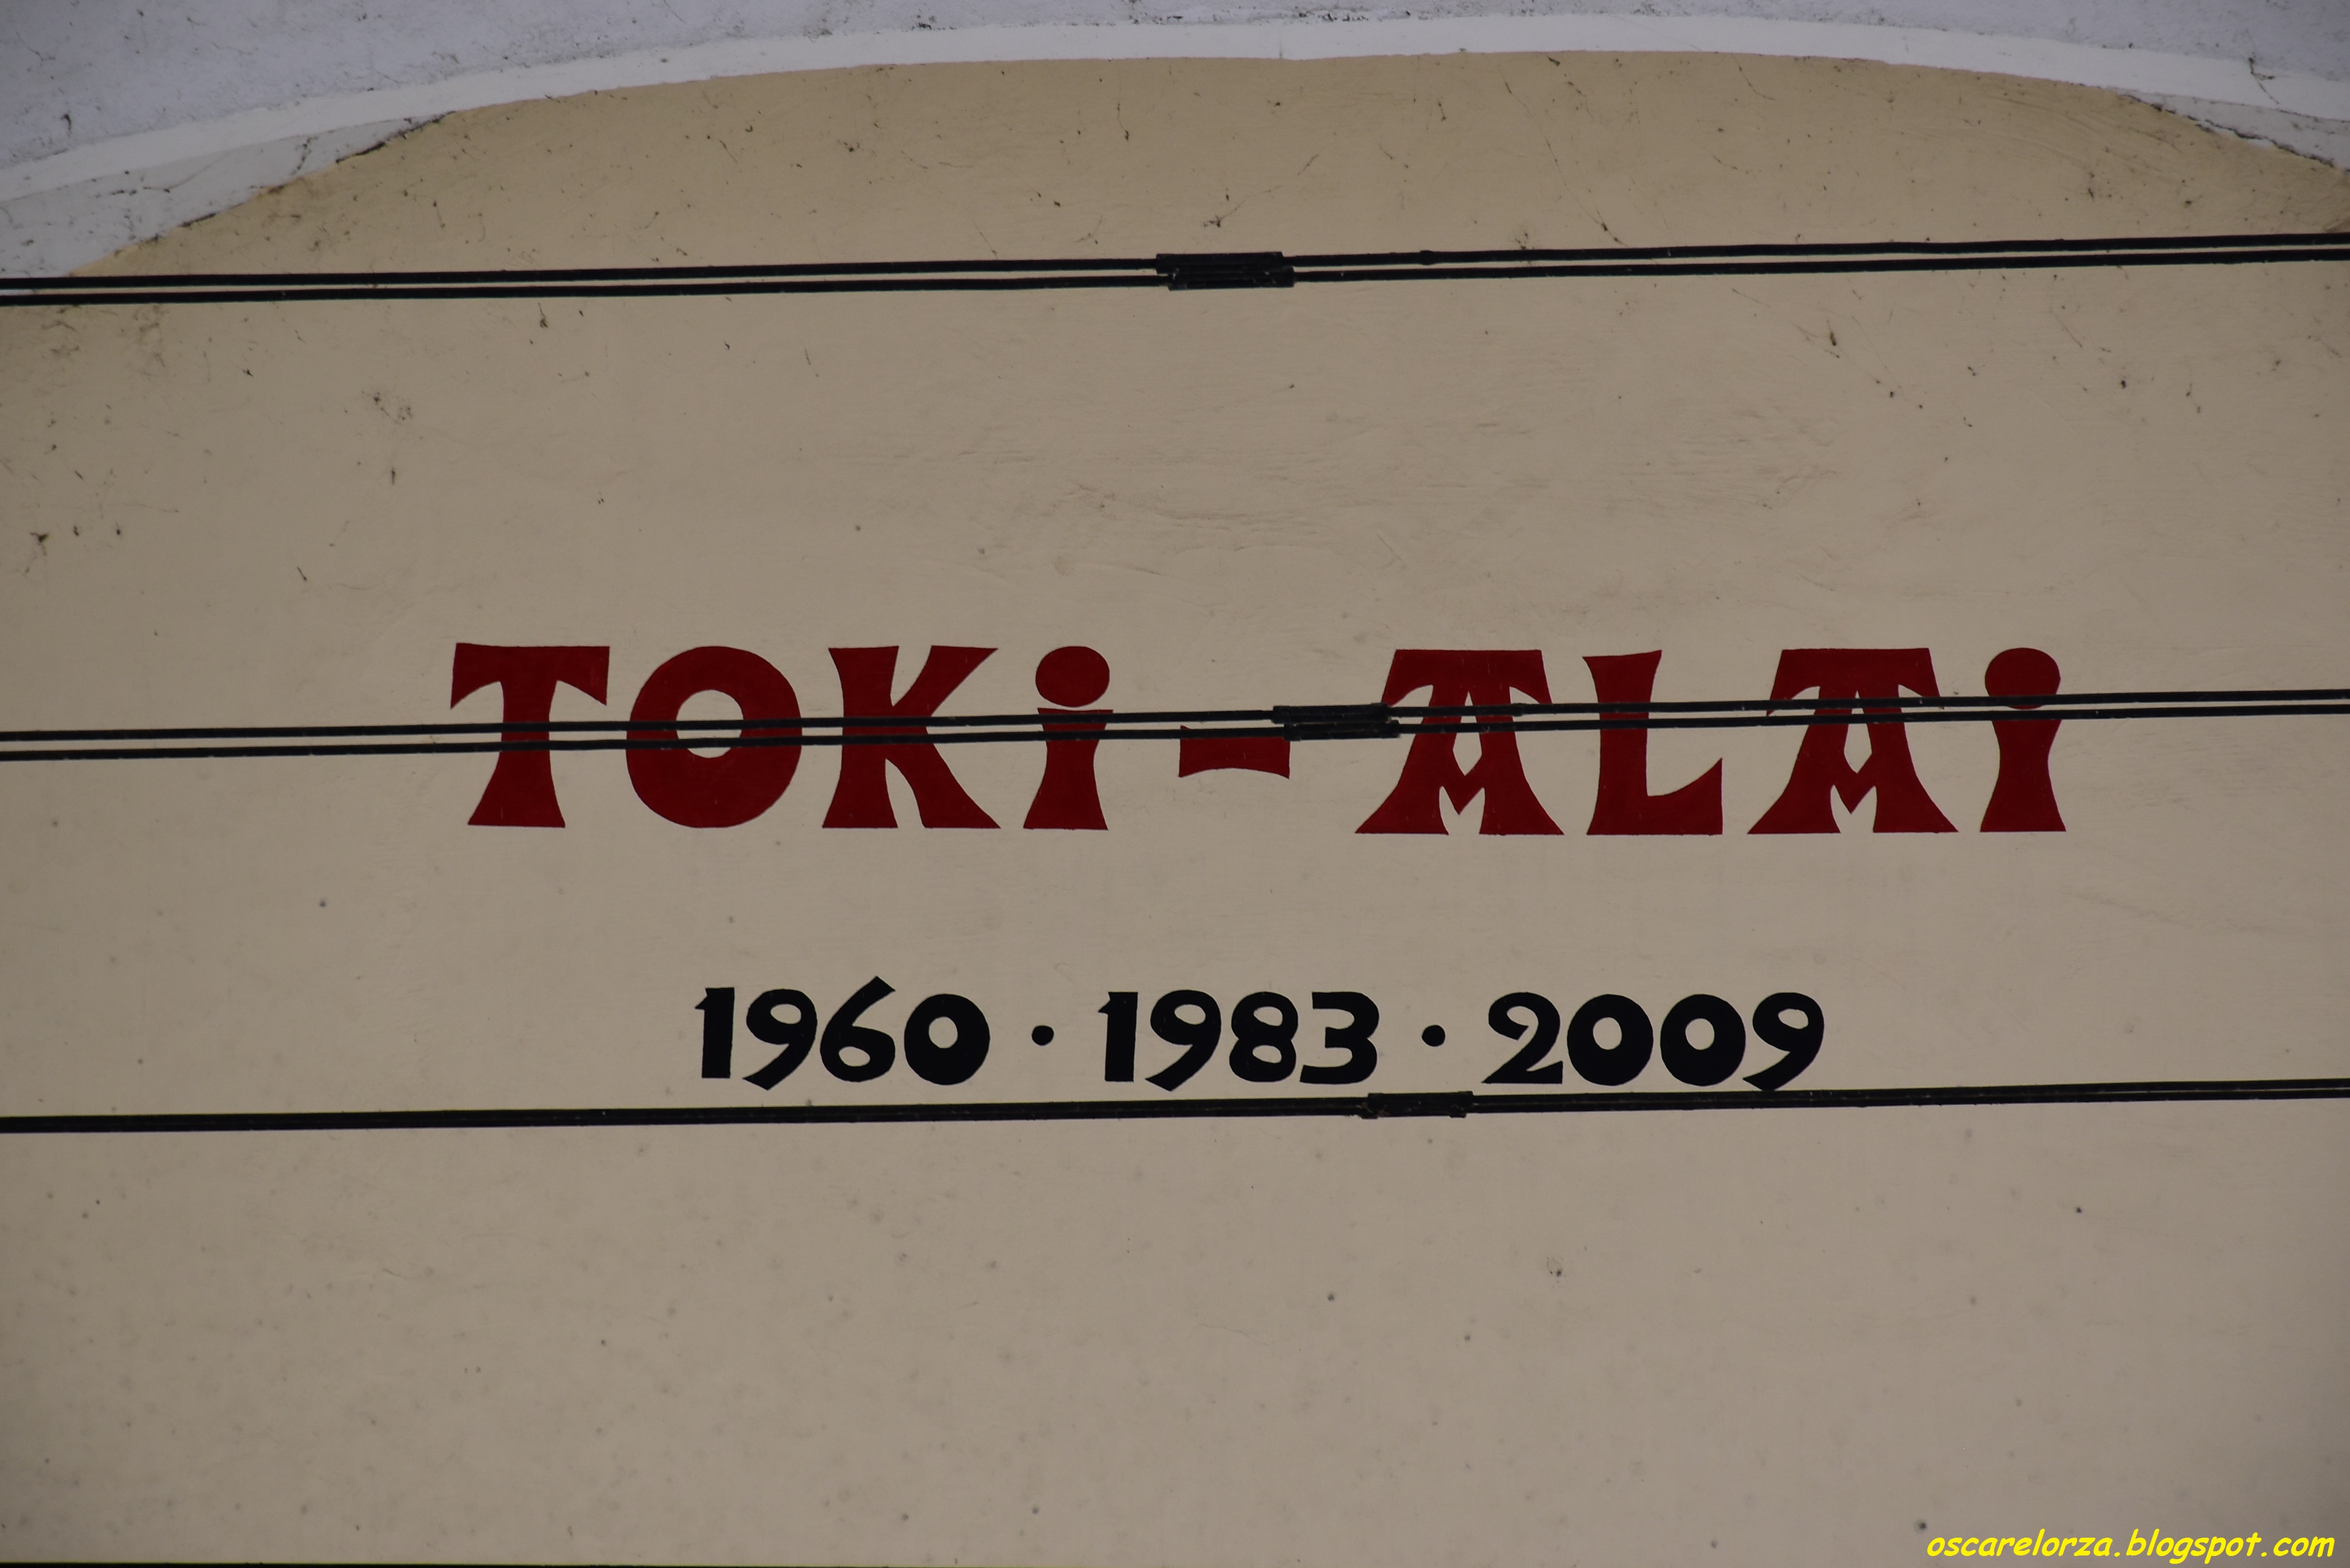 TOKi-ALAi
1960 · 1983 · 2009
oscarelorza.blogspot.com